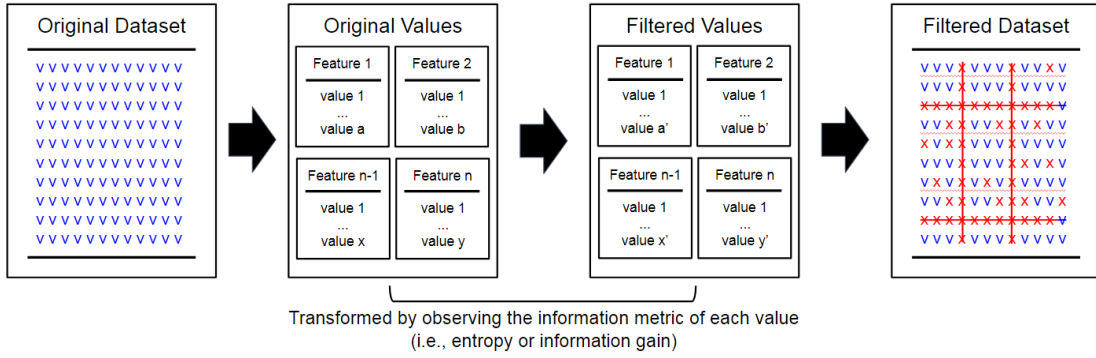 Original Dataset
v v v v v v v v v v v v
v v v v v v v v v v v v
v v v v v v v v v v v v
v v v v v v v v v v v v
v v v v v v v v v v v v
v v v v v v v v v v v v
v v v v v v v v v v v v
v v v v v v v v v v v v
v v v v v v v v v v v v
v v v v v v v v v v v v
Original Values
Feature 1
value 1
...
value a
Feature 2
value 1
...
value b
Feature n-1
value 1
...
value x
Feature n
value 1
...
value y
Filtered Values
Feature 1
value 1
...
value a'
Feature 2
value 1
...
value b'
Feature n-1
value 1
...
value x'
Feature n
value 1
...
value y'
Filtered Dataset
v v v x v v v x v v x v
v v v x v v v x v v v v
x x x x x x x x x x x v
v v x x v v x x v x v v
x v x x v v v x v v v v
v v v x v v v x x v x v
v x v x v x v x v v v v
v v v x v v x x x v v x
x x x x x x x x x x x v
v v v x v v v x v v v v
Transformed by observing the information metric of each value
(i.e., entropy or information gain)